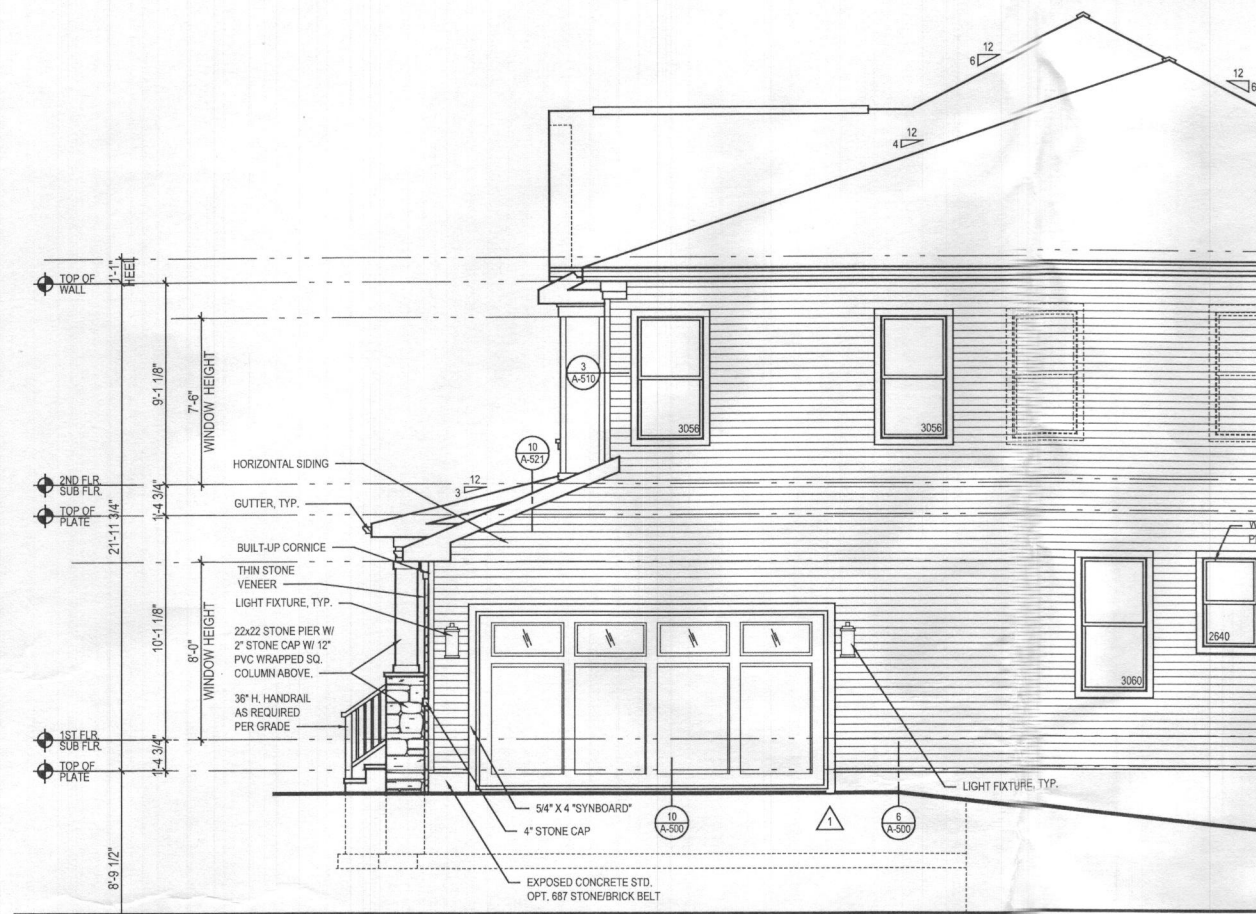 12
6
12
6
12
4
1'-1"
HEEL
TOP OF
WALL
9'-1 1/8"
7'-6"
WINDOW HEIGHT
3
A-510
3056
3056
10
A-521
HORIZONTAL SIDING
12
3
2ND FLR.
SUB FLR.
GUTTER, TYP.
1'-4 3/4"
TOP OF
PLATE
21'-11 3/4"
BUILT-UP CORNICE
THIN STONE
VENEER
LIGHT FIXTURE, TYP.
10'-1 1/8"
8'-0"
WINDOW HEIGHT
22x22 STONE PIER W/
2" STONE CAP W/ 12"
PVC WRAPPED SQ.
COLUMN ABOVE.
2640
3060
36" H. HANDRAIL
AS REQUIRED
PER GRADE
1ST FLR.
SUB FLR.
1'-4 3/4"
TOP OF
PLATE
LIGHT FIXTURE, TYP.
5/4" X 4 "SYNBOARD"
10
A-500
1
6
A-500
4" STONE CAP
8'-9 1/2"
EXPOSED CONCRETE STD.
OPT. 687 STONE/BRICK BELT